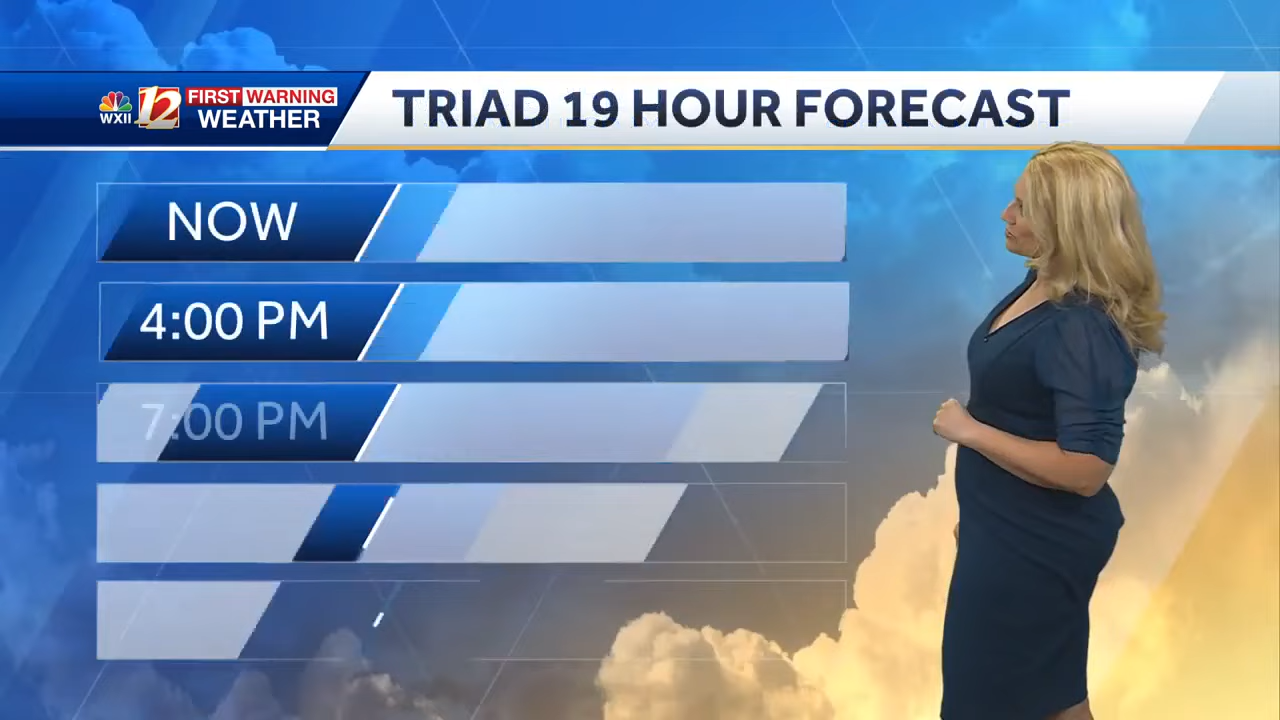 WXII 12 FIRST WARNING
WEATHER
TRIAD 19 HOUR FORECAST
NOW
4:00 PM
7:00 PM